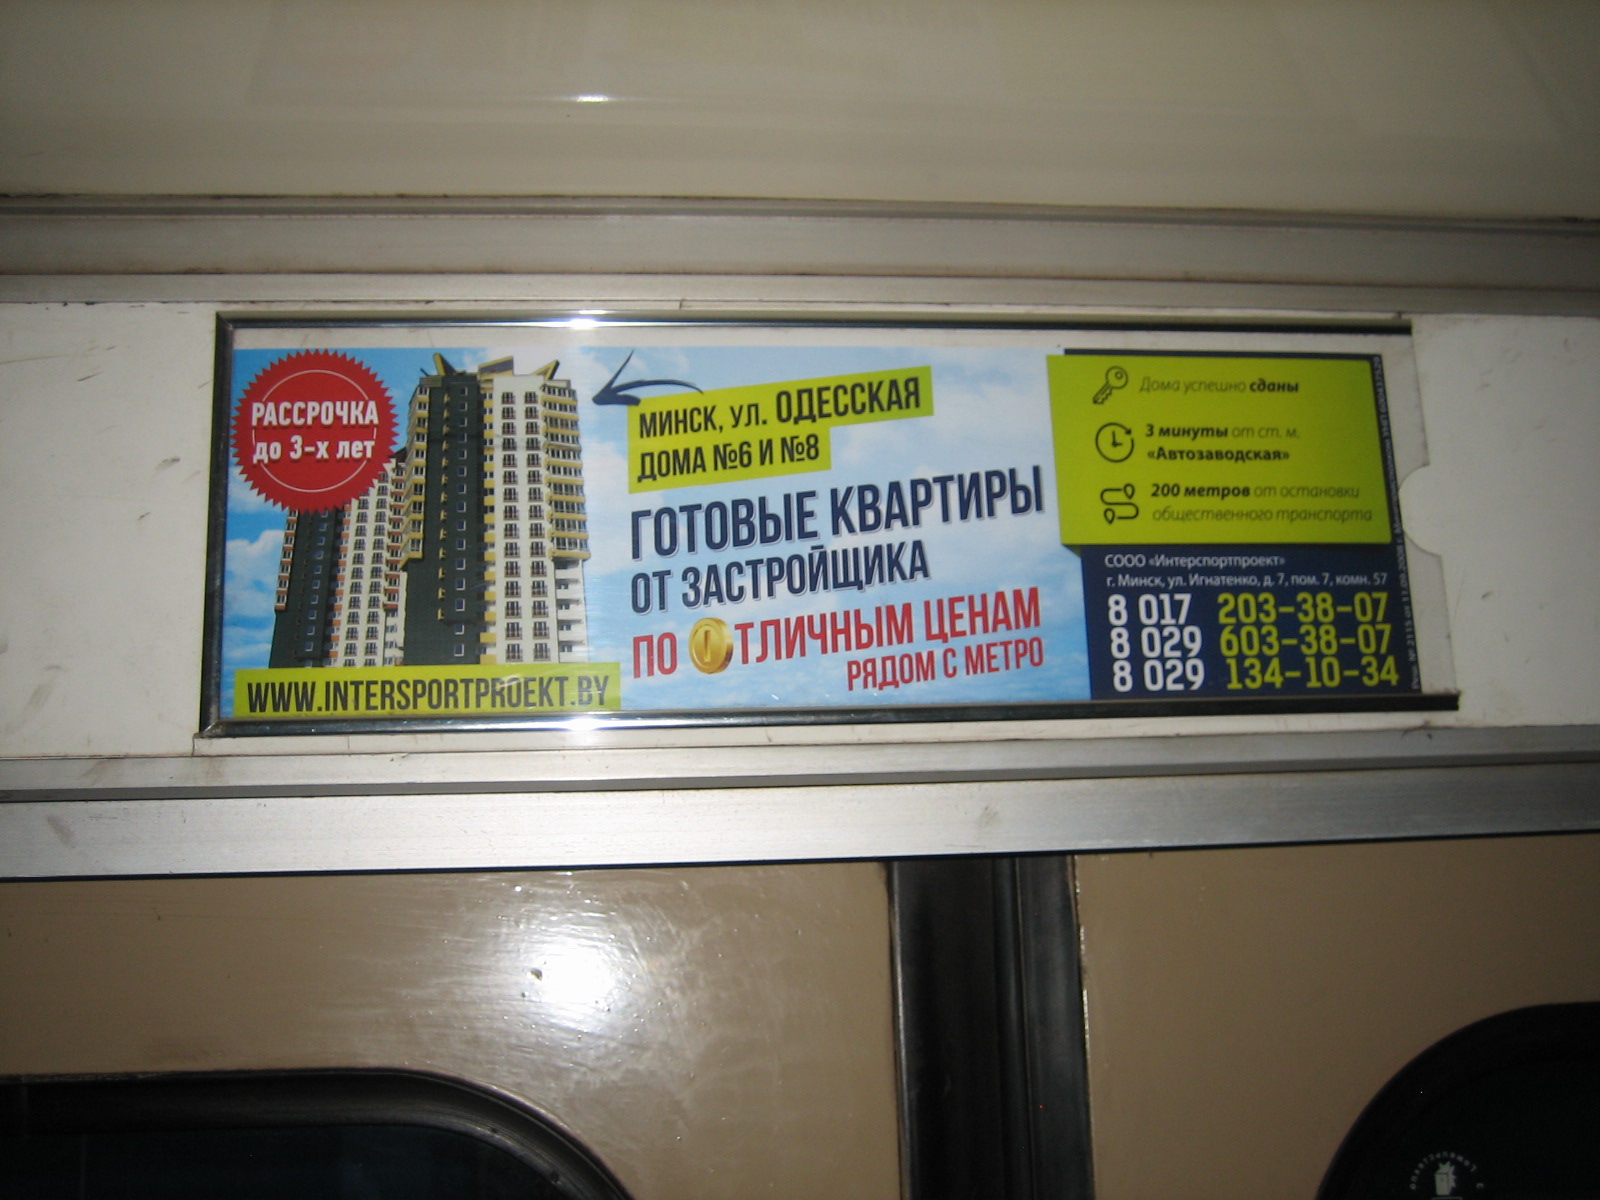 РАССРОЧКА
до 3-х лет
WWW.INTERSPORTPROEKT.BY
МИНСК, УЛ. ОДЕССКАЯ
ДОМА №6 И №8
ГОТОВЫЕ КВАРТИРЫ
ОТ ЗАСТРОЙЩИКА
ПО ОТЛИЧНЫМ ЦЕНАМ
РЯДОМ С МЕТРО
Дома успешно сданы
3 минуты от ст. м.
«Автозаводская»
200 метров от остановки
общественного транспорта
СООО «Интерспортпроект»
г. Минск, ул. Игнатенко, д. 7, пом. 7, комн. 57
8 017 203-38-07
8 029 603-38-07
8 029 134-10-34